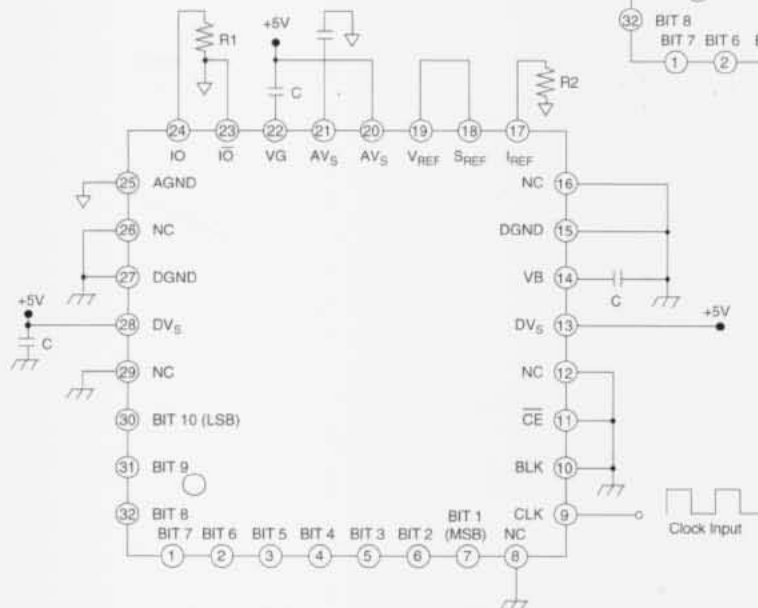 +5V
R1
C
R2
32 BIT 8
BIT 7 BIT 6
1 2
24 23 22 21 20 19 18 17
IO IO VG AVS AVS VREF SREF IREF
25 AGND
NC 16
26 NC
DGND 15
27 DGND
VB 14
C
+5V
28 DVS
DVS 13
+5V
C
29 NC
NC 12
30 BIT 10 (LSB)
CE 11
31 BIT 9
BLK 10
32 BIT 8
CLK 9
Clock Input
BIT 7 BIT 6 BIT 5 BIT 4 BIT 3 BIT 2 BIT 1 (MSB) NC
1 2 3 4 5 6 7 8